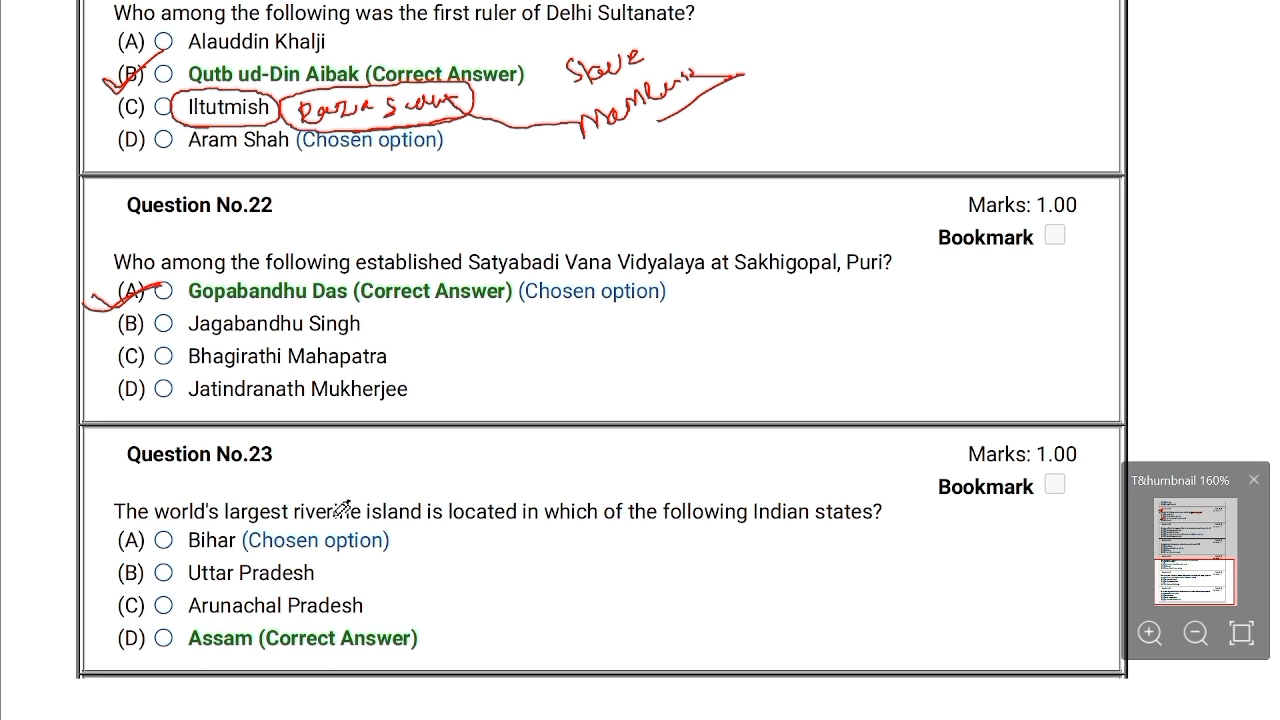 Who among the following was the first ruler of Delhi Sultanate?
(A) Alauddin Khalji
(B) Qutb ud-Din Aibak (Correct Answer)
(C) Iltutmish
(D) Aram Shah (Chosen option)
Question No.22 Marks: 1.00
Bookmark
Who among the following established Satyabadi Vana Vidyalaya at Sakhigopal, Puri?
(A) Gopabandhu Das (Correct Answer) (Chosen option)
(B) Jagabandhu Singh
(C) Bhagirathi Mahapatra
(D) Jatindranath Mukherjee
Question No.23 Marks: 1.00
Bookmark
The world's largest riverine island is located in which of the following Indian states?
(A) Bihar (Chosen option)
(B) Uttar Pradesh
(C) Arunachal Pradesh
(D) Assam (Correct Answer)
T&humbnail 160%